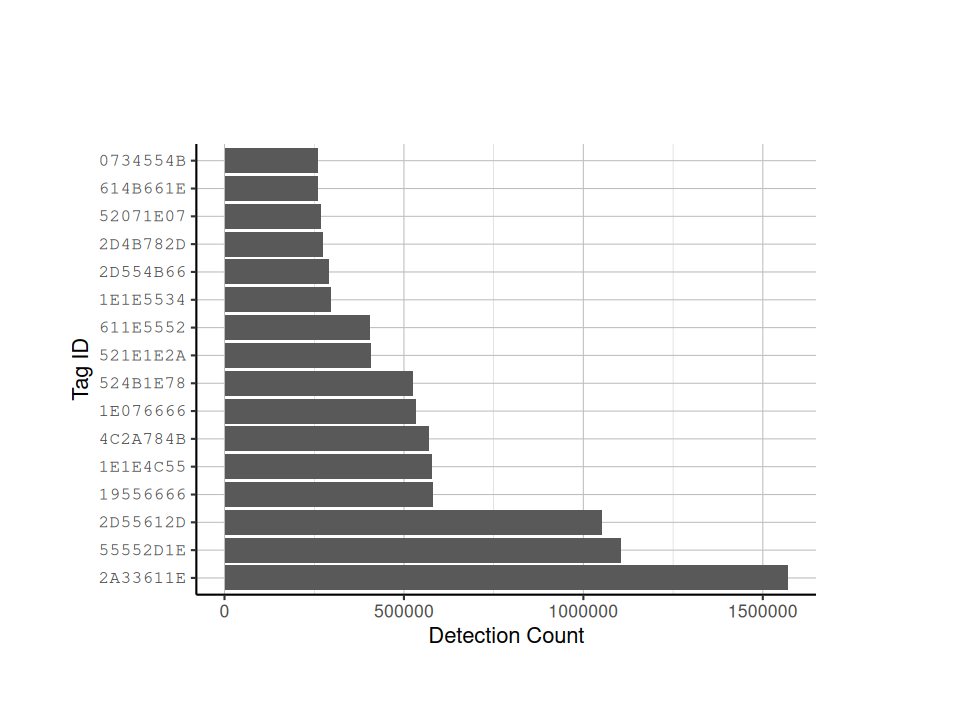 0734554B
614B661E
52071E07
2D4B782D
2D554B66
1E1E5534
611E5552
521E1E2A
524B1E78
1E076666
4C2A784B
1E1E4C55
19556666
2D55612D
55552D1E
2A33611E
Tag ID
0 500000 1000000 1500000
Detection Count